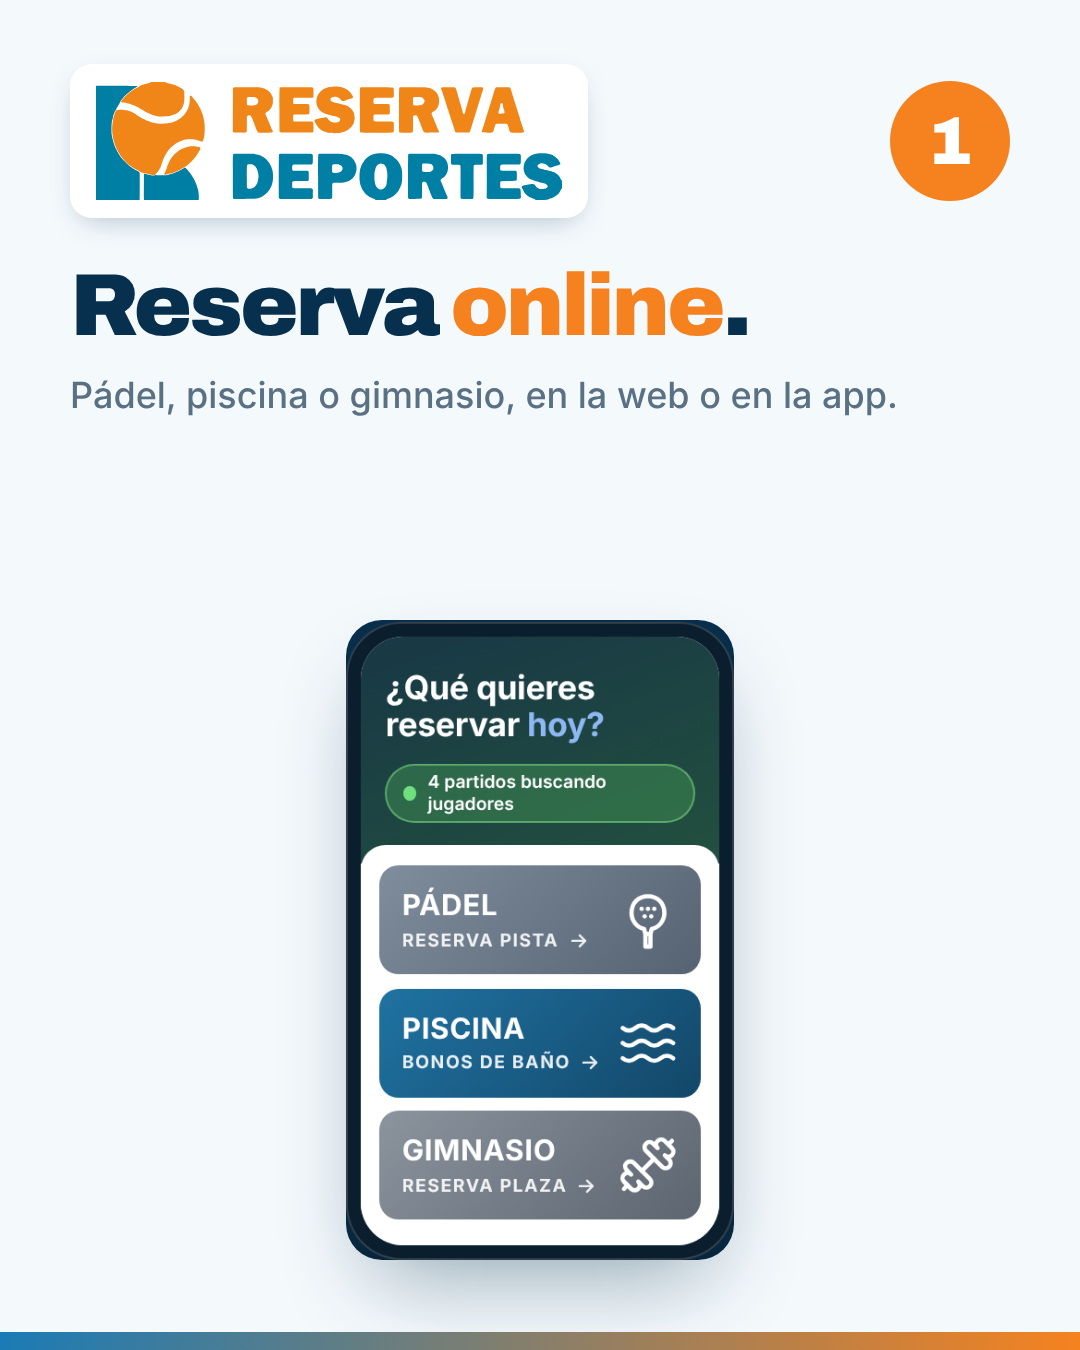 RESERVA
DEPORTES
1
Reserva online.
Pádel, piscina o gimnasio, en la web o en la app.
¿Qué quieres
reservar hoy?
4 partidos buscando
jugadores
PÁDEL
RESERVA PISTA →
PISCINA
BONOS DE BAÑO →
GIMNASIO
RESERVA PLAZA →